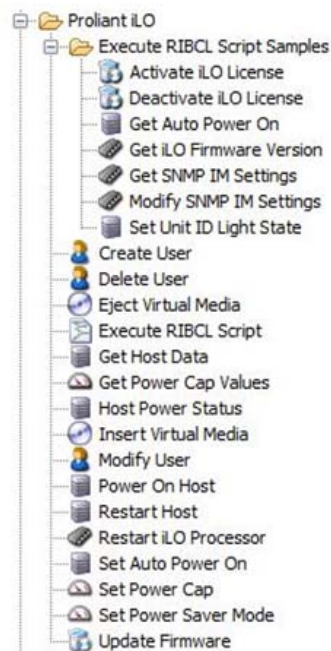 Proliant iLO
Execute RIBCL Script Samples
Activate iLO License
Deactivate iLO License
Get Auto Power On
Get iLO Firmware Version
Get SNMP IM Settings
Modify SNMP IM Settings
Set Unit ID Light State
Create User
Delete User
Eject Virtual Media
Execute RIBCL Script
Get Host Data
Get Power Cap Values
Host Power Status
Insert Virtual Media
Modify User
Power On Host
Restart Host
Restart iLO Processor
Set Auto Power On
Set Power Cap
Set Power Saver Mode
Update Firmware